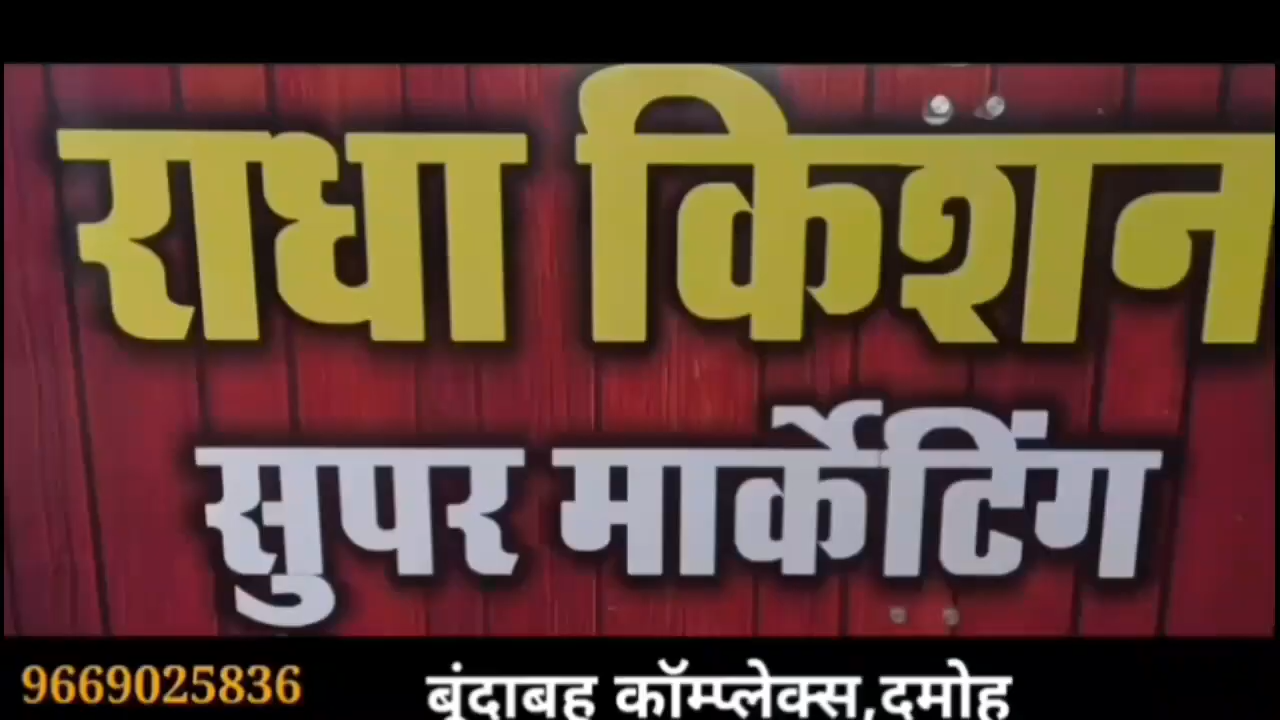 राधा किशन
सुपर मार्केटिंग
9669025836 बूंदाबह कॉम्प्लेक्स,दमोह